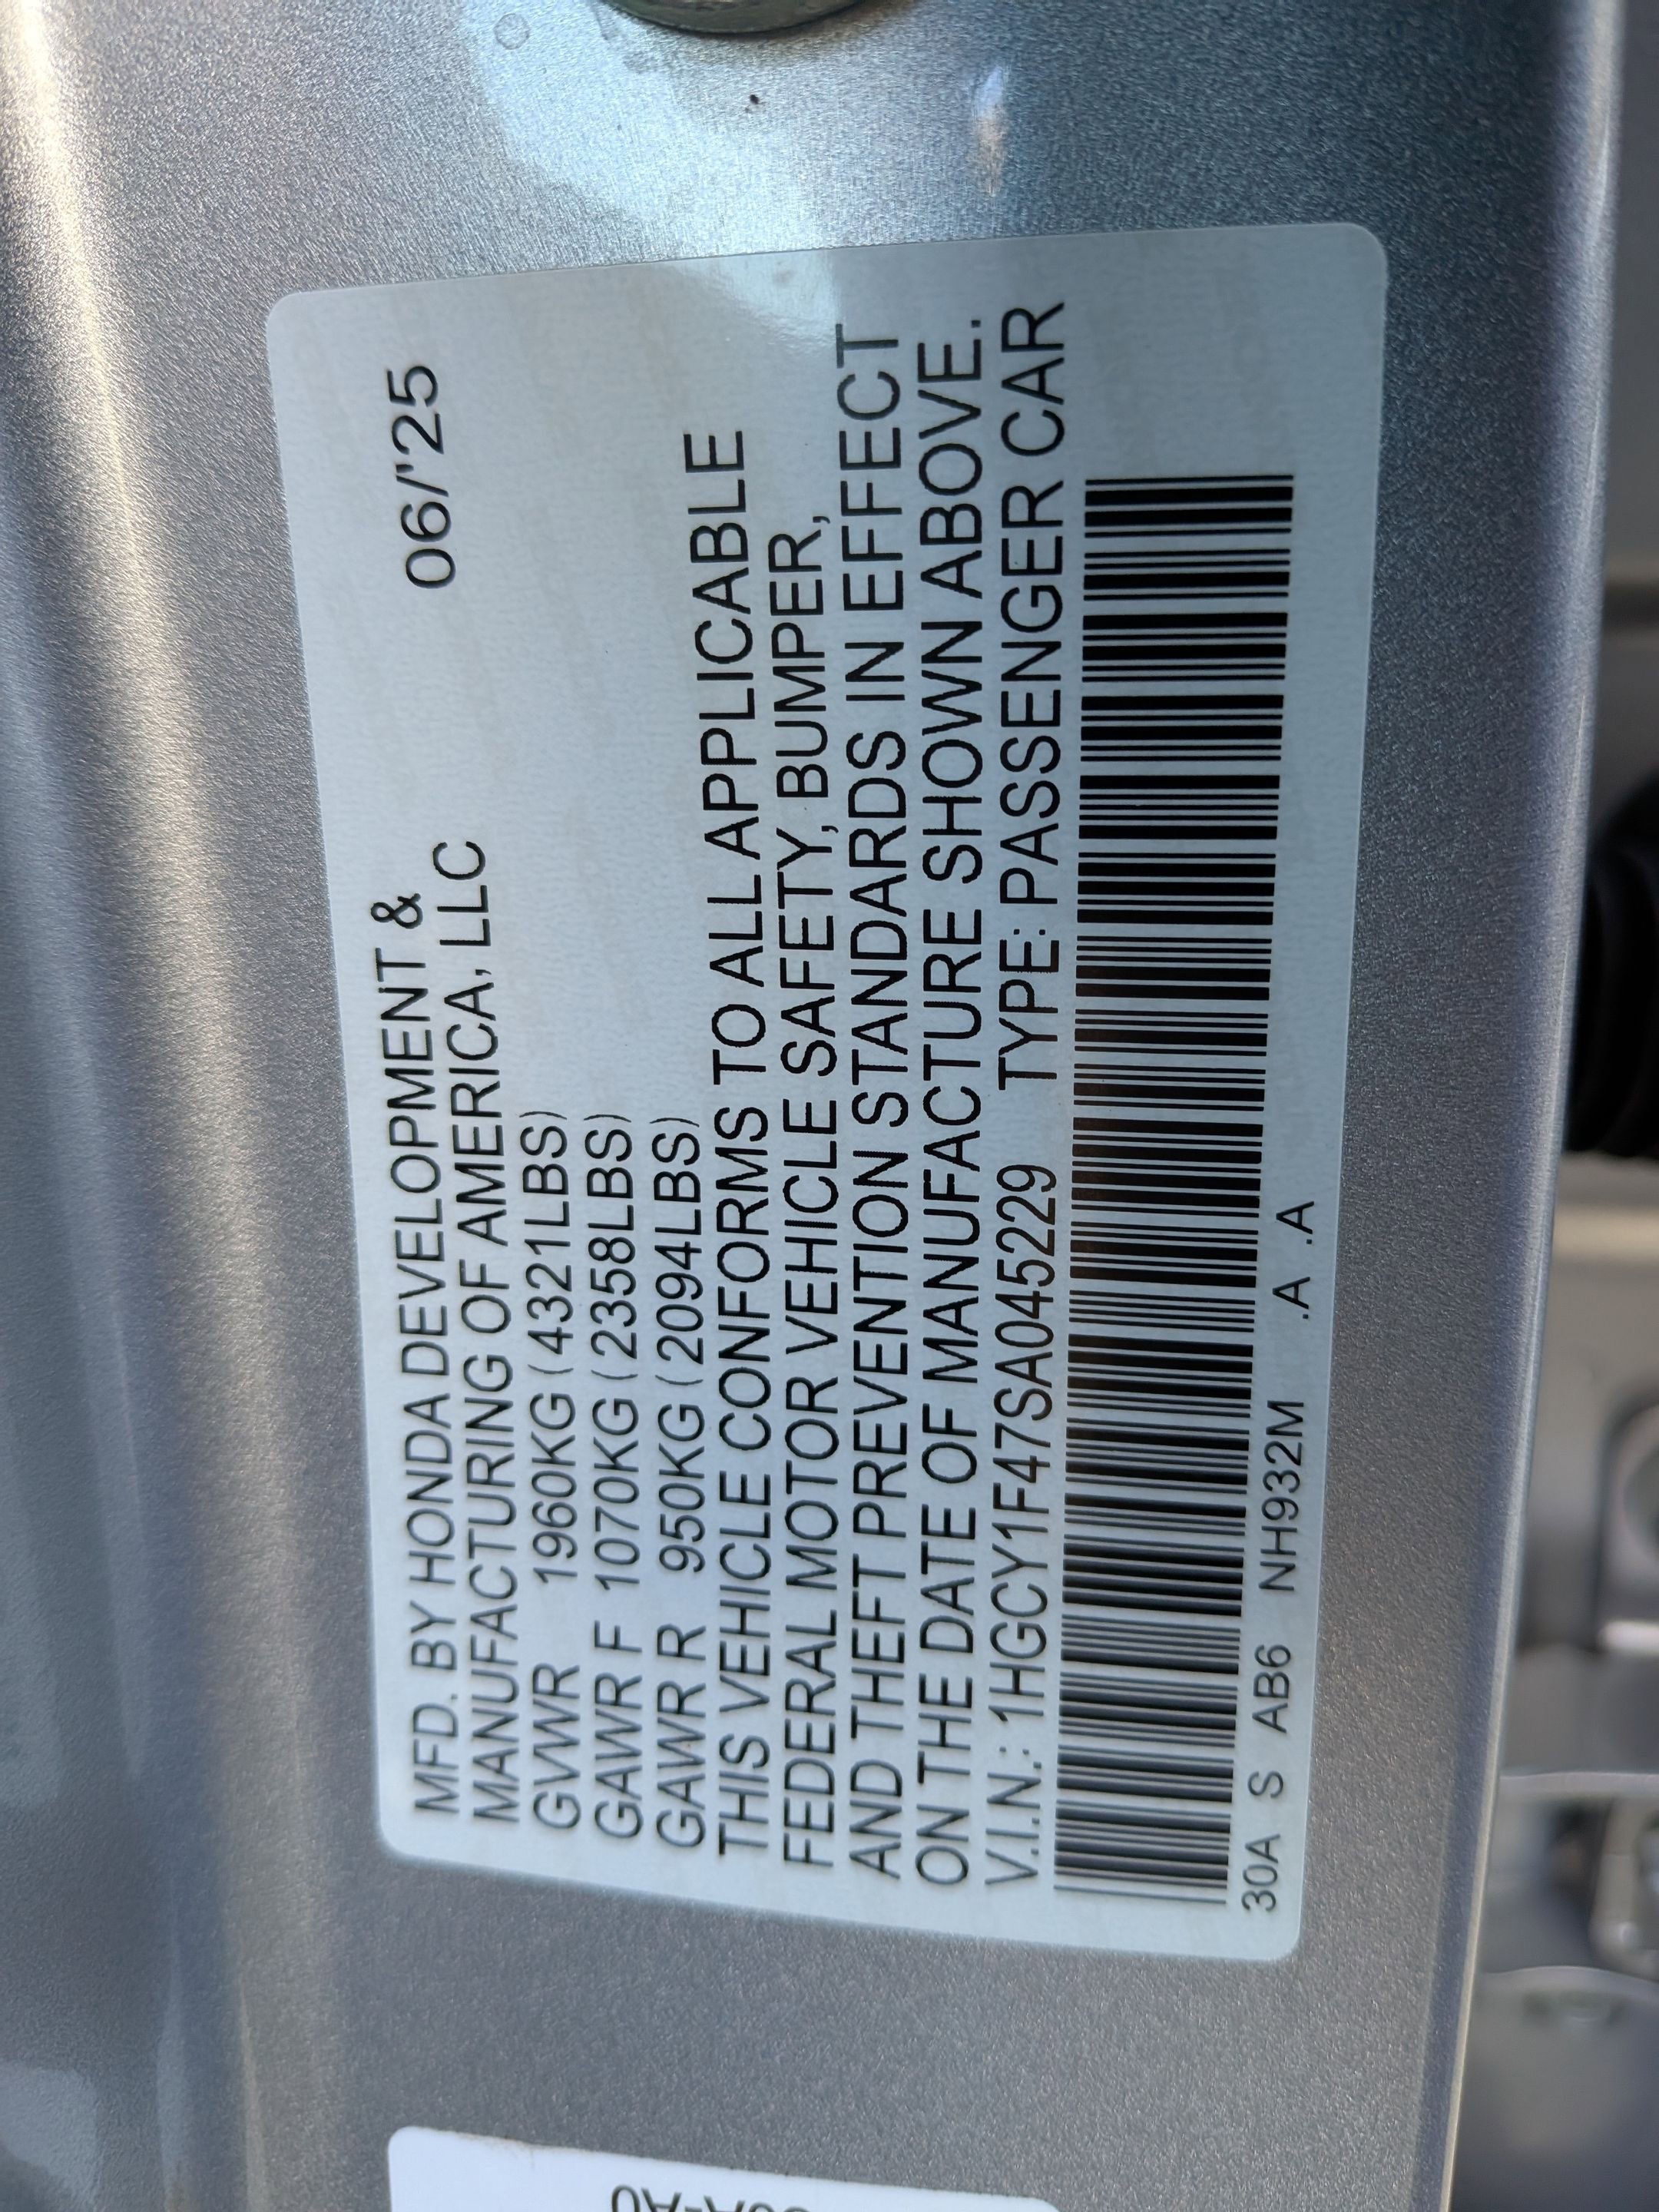 MFD. BY HONDA DEVELOPMENT & 06/'25
MANUFACTURING OF AMERICA, LLC
GVWR 1960KG (4321LBS)
GAWR F 1070KG (2358LBS)
GAWR R 950KG (2094LBS)
THIS VEHICLE CONFORMS TO ALL APPLICABLE
FEDERAL MOTOR VEHICLE SAFETY, BUMPER,
AND THEFT PREVENTION STANDARDS IN EFFECT
ON THE DATE OF MANUFACTURE SHOWN ABOVE.
V.I.N.: 1HGCY1F47SA045229 TYPE: PASSENGER CAR
30A S AB6 NH932M .A .A